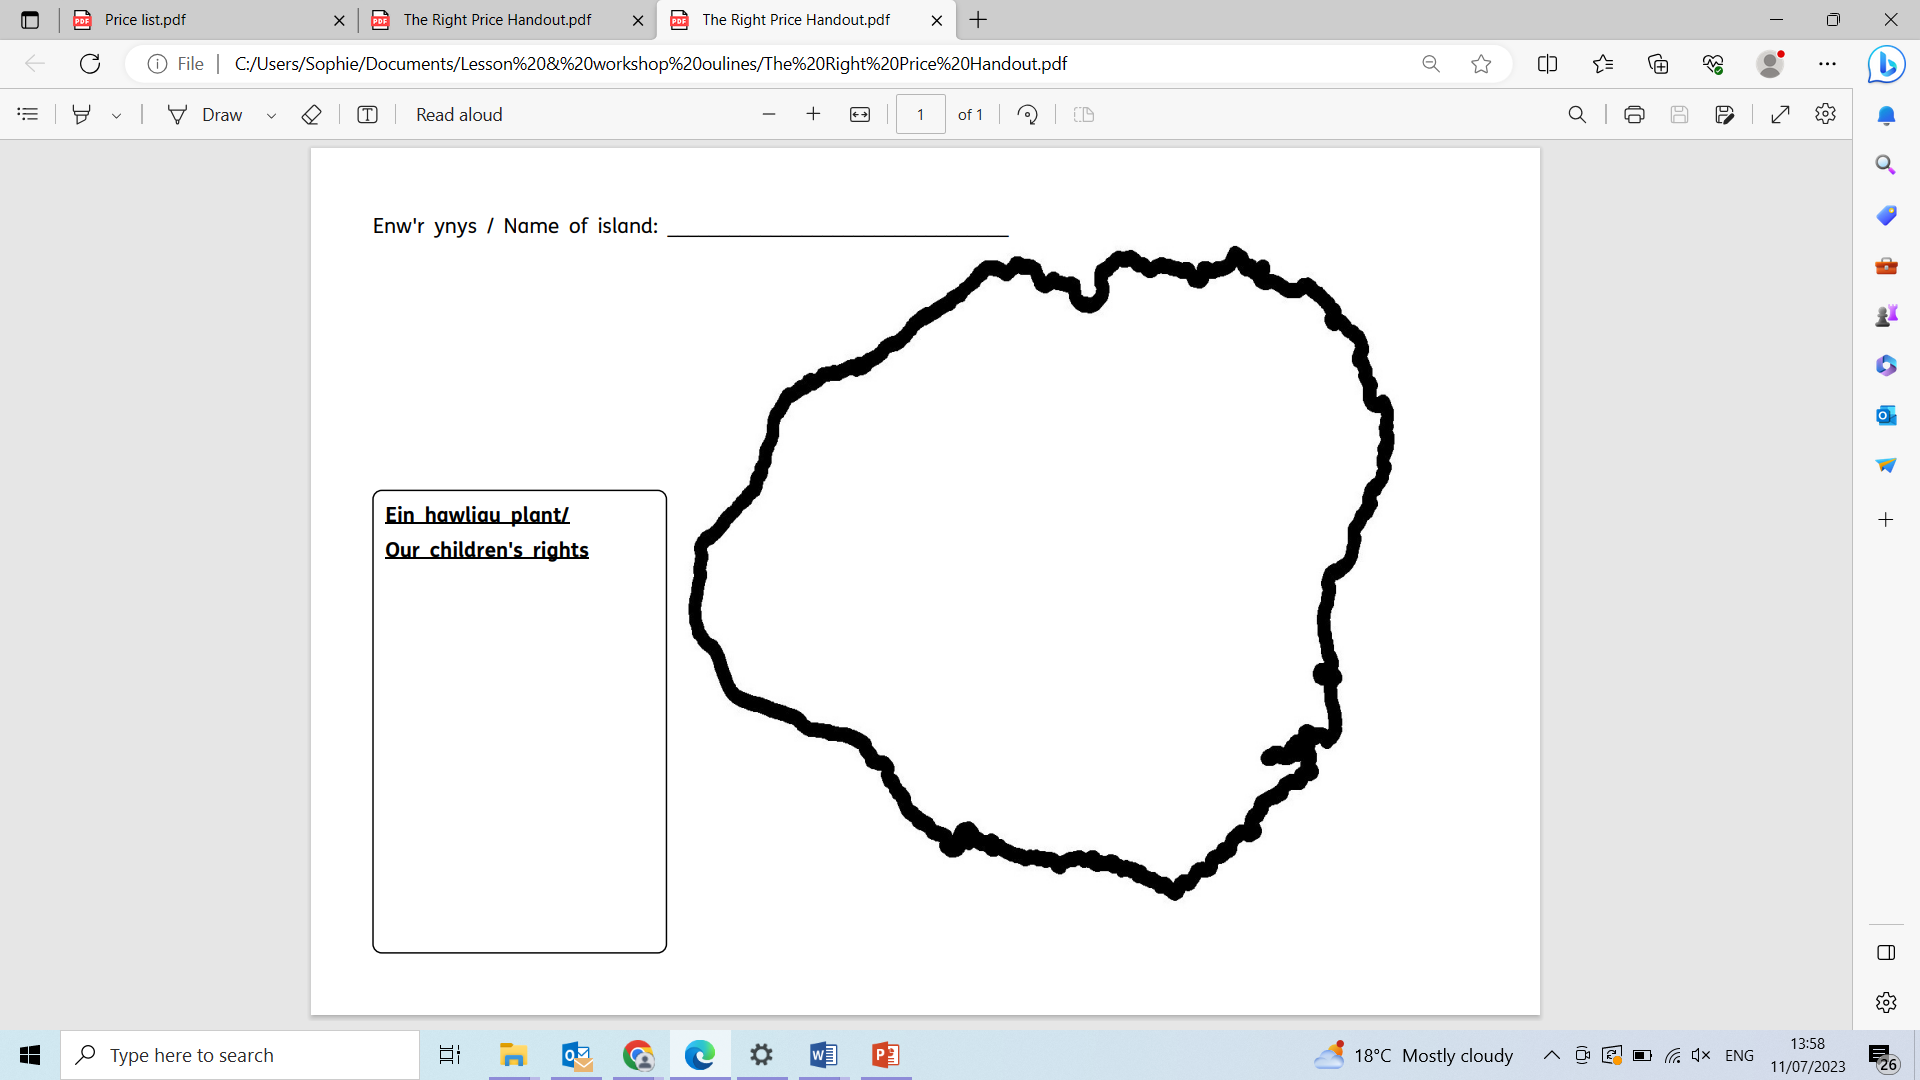 Price list.pdf
The Right Price Handout.pdf
The Right Price Handout.pdf
File
C:/Users/Sophie/Documents/Lesson%20&%20workshop%20oulines/The%20Right%20Price%20Handout.pdf
Draw
Read aloud
1
of 1
Enw'r ynys / Name of island: ____________________
Ein hawliau plant/
Our children's rights
Type here to search
18°C Mostly cloudy
ENG
13:58
11/07/2023
26